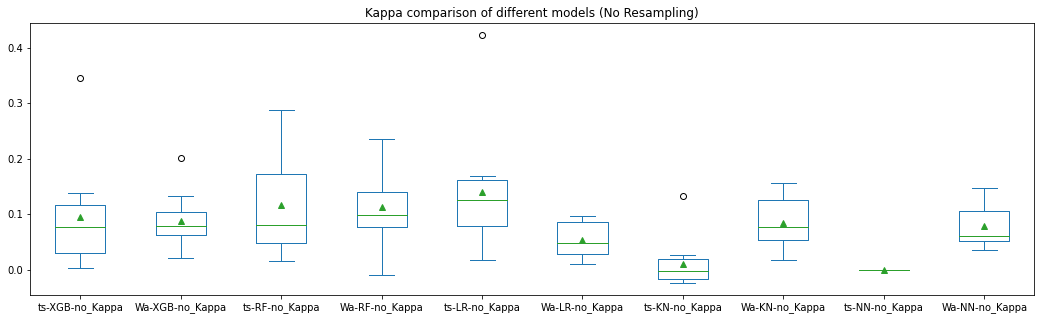 Kappa comparison of different models (No Resampling)
0.4
0.3
0.2
0.1
0.0
ts-XGB-no_Kappa Wa-XGB-no_Kappa ts-RF-no_Kappa Wa-RF-no_Kappa ts-LR-no_Kappa Wa-LR-no_Kappa ts-KN-no_Kappa Wa-KN-no_Kappa ts-NN-no_Kappa Wa-NN-no_Kappa